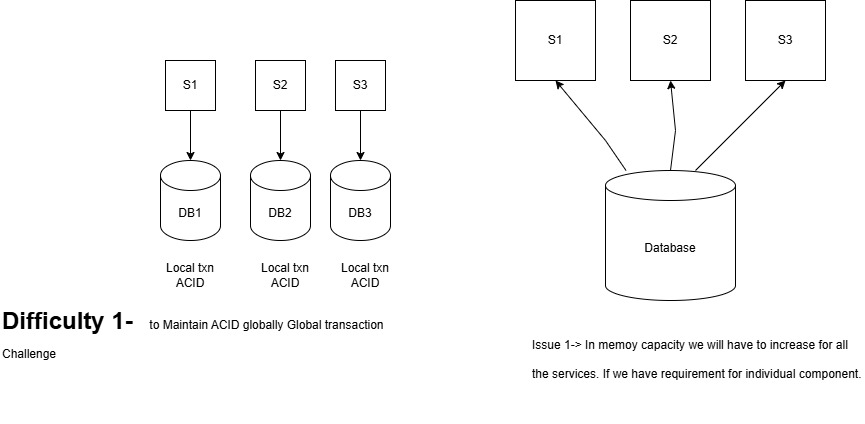 S1
S2
S3
DB1
DB2
DB3
Local txn
ACID
Local txn
ACID
Local txn
ACID
Difficulty 1- to Maintain ACID globally Global transaction
Challenge
S1
S2
S3
Database
Issue 1-> In memoy capacity we will have to increase for all
the services. If we have requirement for individual component.